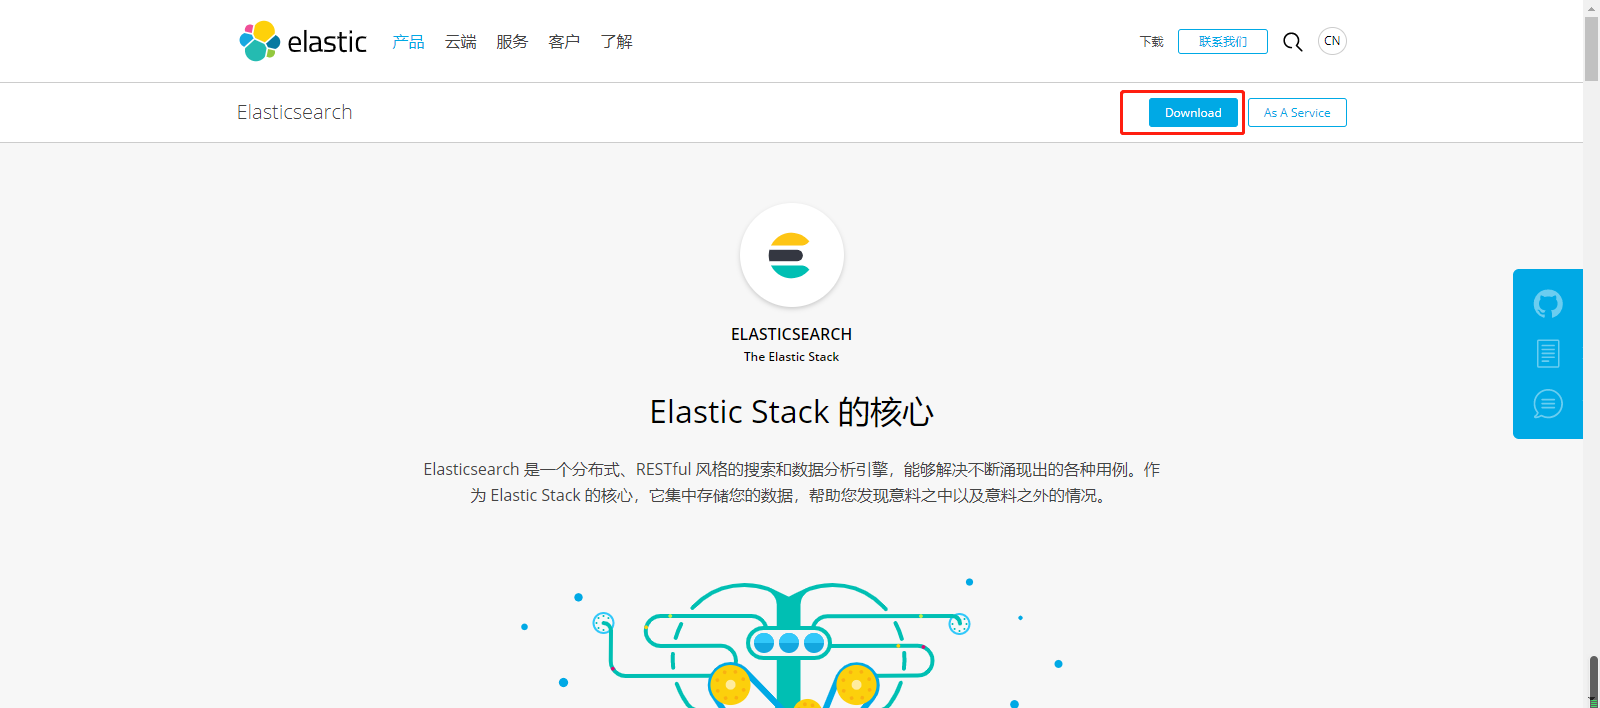 elastic 产品 云端 服务 客户 了解 下载 联系我们 CN
Elasticsearch Download As A Service
ELASTICSEARCH
The Elastic Stack
Elastic Stack 的核心
Elasticsearch 是一个分布式、RESTful 风格的搜索和数据分析引擎，能够解决不断涌现出的各种用例。作
为 Elastic Stack 的核心，它集中存储您的数据，帮助您发现意料之中以及意料之外的情况。